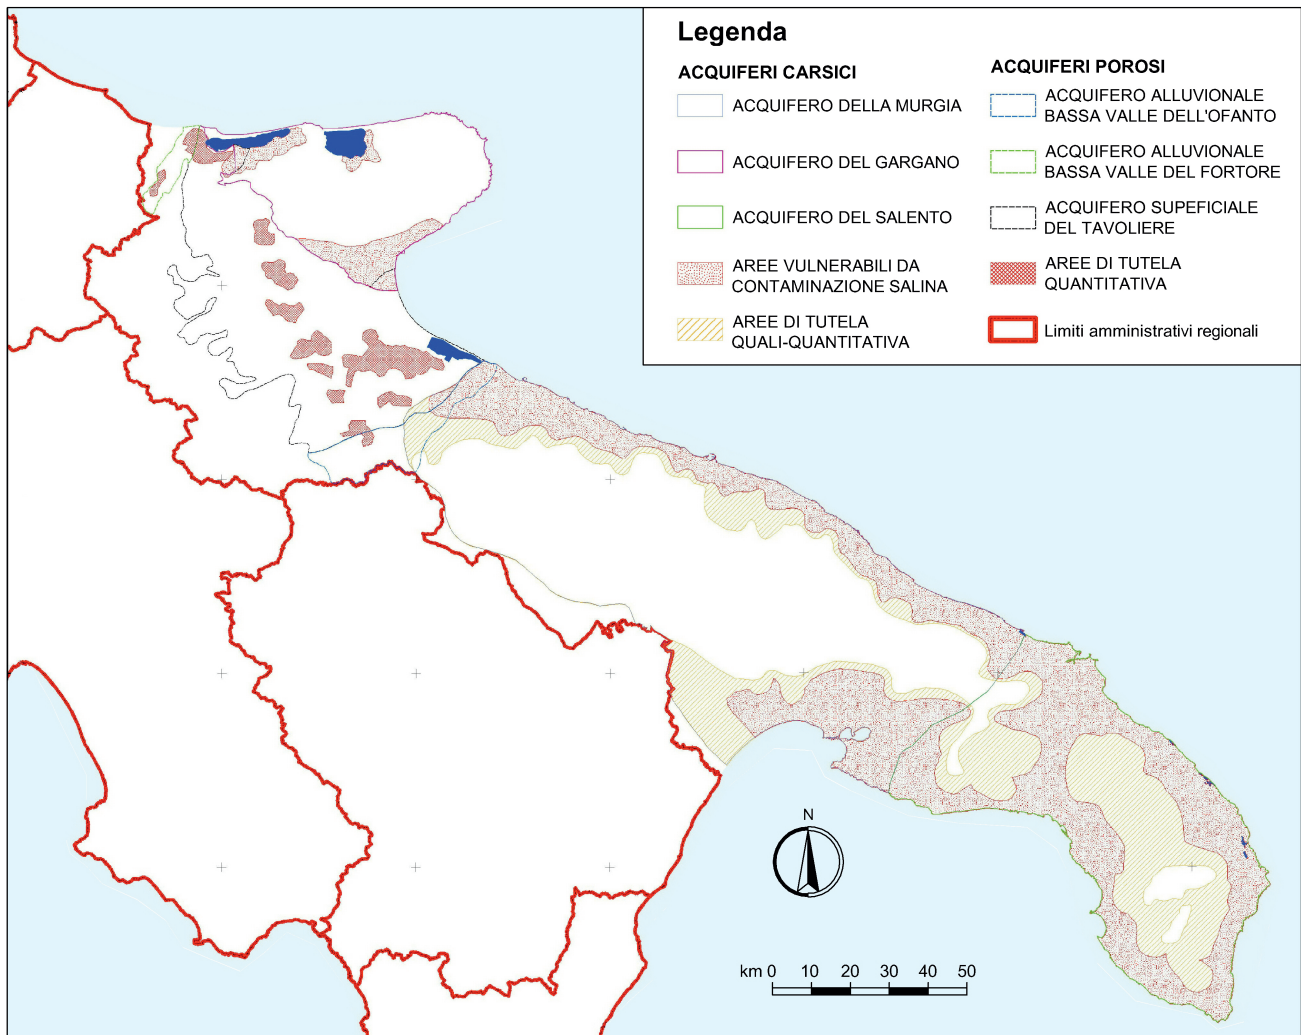 Legenda
ACQUIFERI CARSICI
ACQUIFERO DELLA MURGIA
ACQUIFERO DEL GARGANO
ACQUIFERO DEL SALENTO
AREE VULNERABILI DA
CONTAMINAZIONE SALINA
AREE DI TUTELA
QUALI-QUANTITATIVA
ACQUIFERI POROSI
ACQUIFERO ALLUVIONALE
BASSA VALLE DELL'OFANTO
ACQUIFERO ALLUVIONALE
BASSA VALLE DEL FORTORE
ACQUIFERO SUPEFICIALE
DEL TAVOLIERE
AREE DI TUTELA
QUANTITATIVA
Limiti amministrativi regionali
N
km 0 10 20 30 40 50